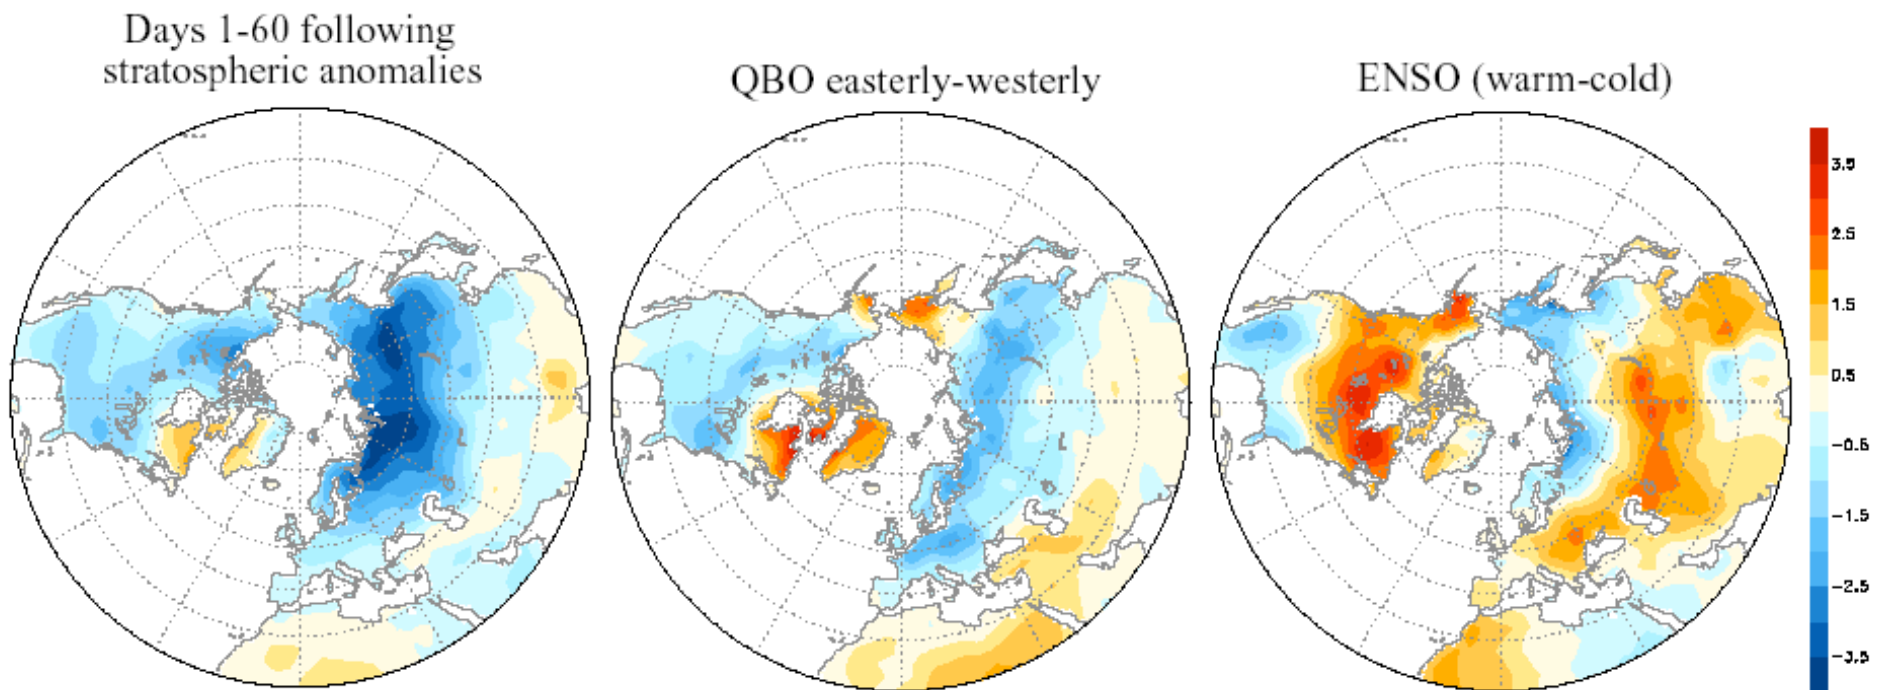 Days 1-60 following
stratospheric anomalies
QBO easterly-westerly
ENSO (warm-cold)
3.5
2.5
1.5
0.5
-0.5
-1.5
-2.5
-3.5